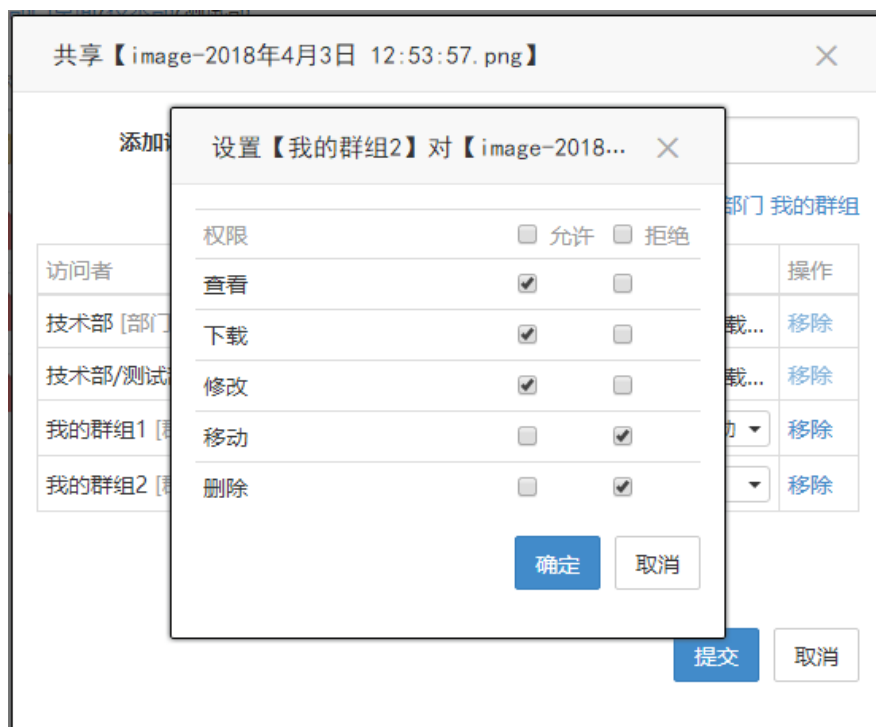 共享【image-2018年4月3日 12:53:57.png】
添加
设置【我的群组2】对【image-2018...
部门 我的群组
权限 允许 拒绝
访问者 操作
查看
技术部 [部门 载... 移除
下载
技术部/测试 载... 移除
修改
我的群组1 [群 移除
移动
我的群组2 [群 移除
删除
确定 取消
提交 取消